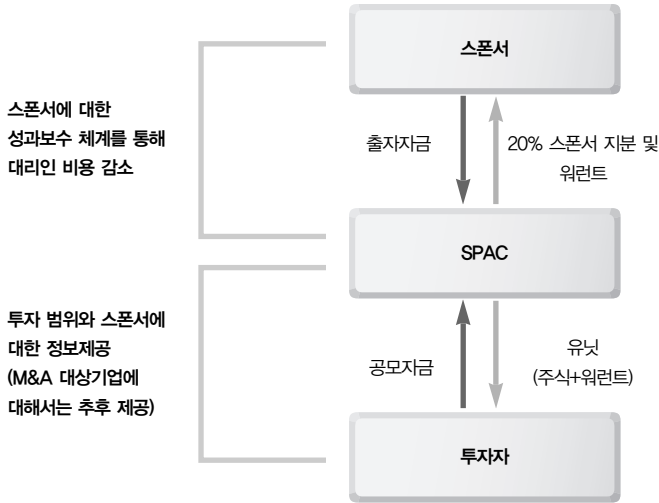 스폰서
스폰서에 대한
성과보수 체계를 통해
대리인 비용 감소
출자자금
20% 스폰서 지분 및
워런트
SPAC
투자 범위와 스폰서에
대한 정보제공
(M&A 대상기업에
대해서는 추후 제공)
공모자금
유닛
(주식+워런트)
투자자